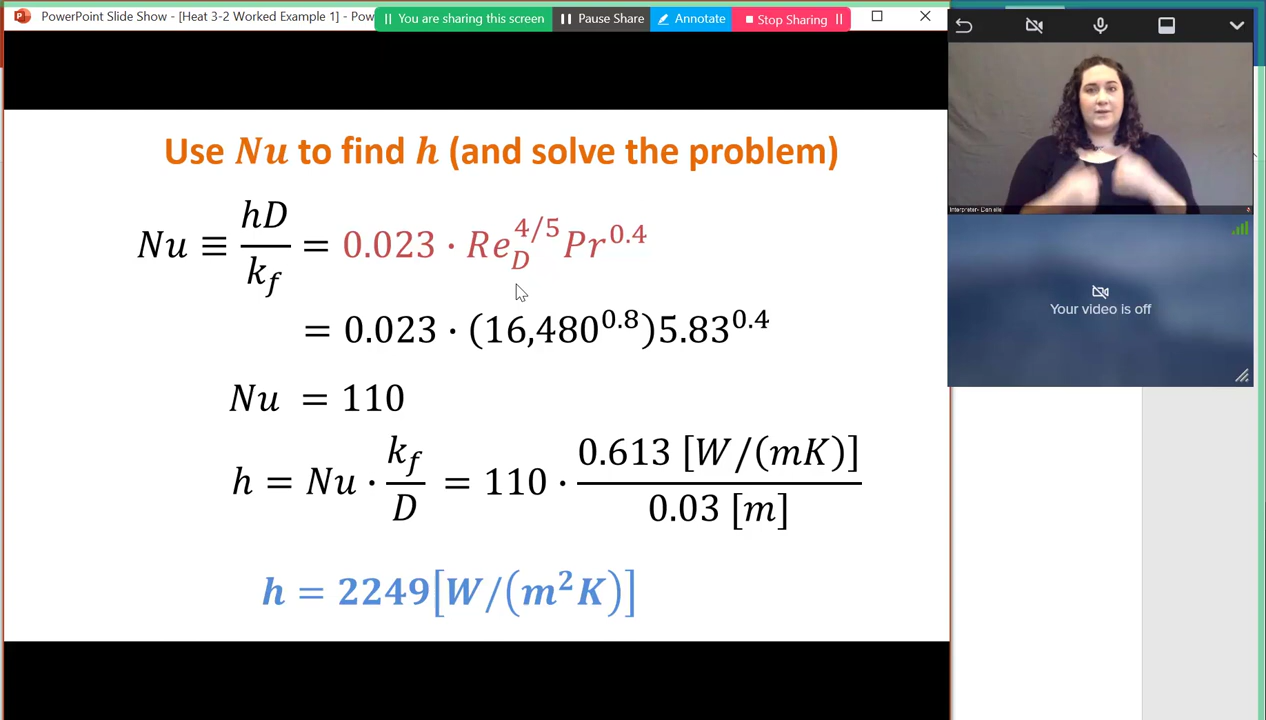 PowerPoint Slide Show - [Heat 3-2 Worked Example 1] - Pow
You are sharing this screen
Pause Share
Annotate
Stop Sharing
Use Nu to find h (and solve the problem)
Nu ≡ hD/k_f = 0.023 · Re_D^{4/5} Pr^{0.4}
= 0.023 · (16,480^{0.8})5.83^{0.4}
Nu = 110
h = Nu · k_f/D = 110 · 0.613 [W/(mK)]/0.03 [m]
h = 2249[W/(m²K)]
Interpreter- Danielle
Your video is off